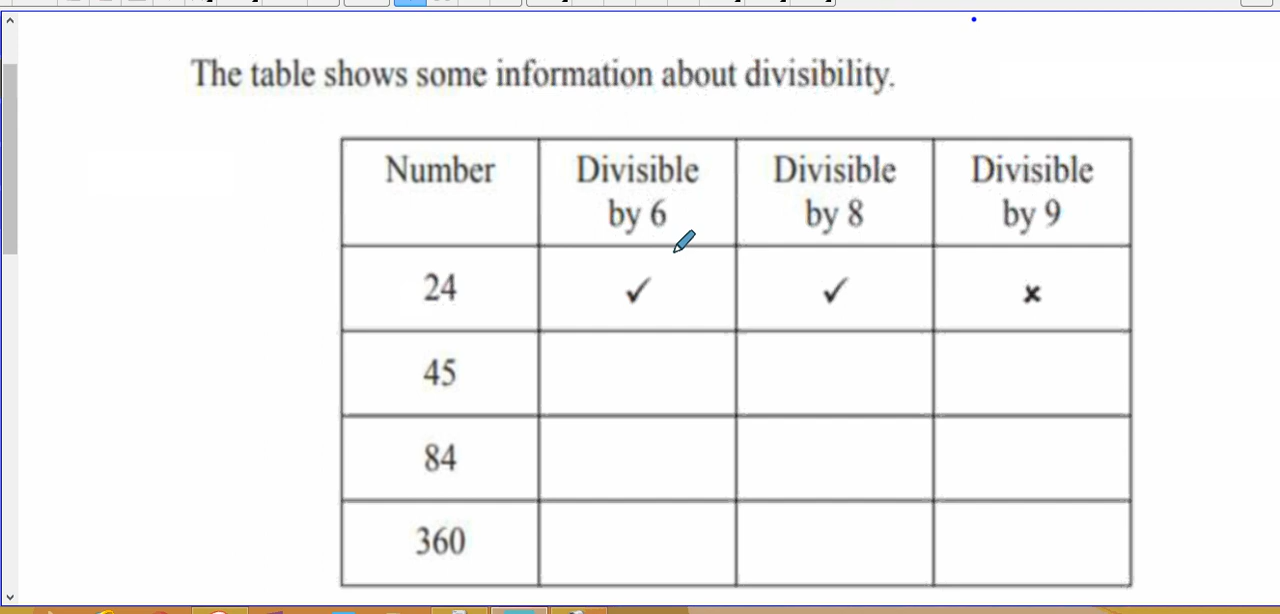 The table shows some information about divisibility.
Number Divisible by 6 Divisible by 8 Divisible by 9
24 ✓ ✓ ×
45
84
360